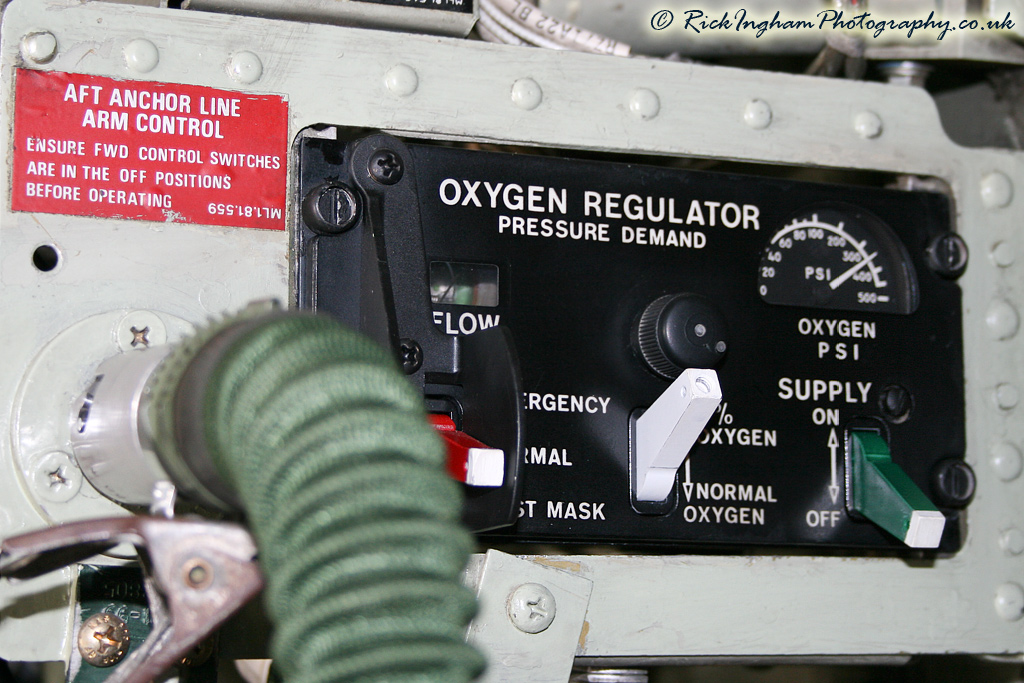 © RickInghamPhotography.co.uk
AFT ANCHOR LINE
ARM CONTROL
ENSURE FWD CONTROL SWITCHES
ARE IN THE OFF POSITIONS
BEFORE OPERATING
ML1.81.559
OXYGEN REGULATOR
PRESSURE DEMAND
0
20
40
60
80
100
200
300
400
500
PSI
FLOW
OXYGEN
PSI
ERGENCY
RMAL
ST MASK
%
OXYGEN
NORMAL
OXYGEN
SUPPLY
ON
OFF